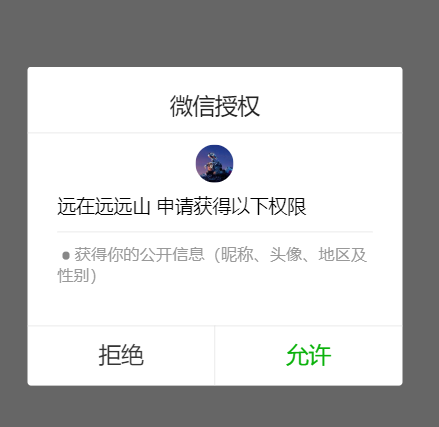 微信授权
远在远远山 申请获得以下权限
获得你的公开信息（昵称、头像、地区及
性别）
拒绝
允许